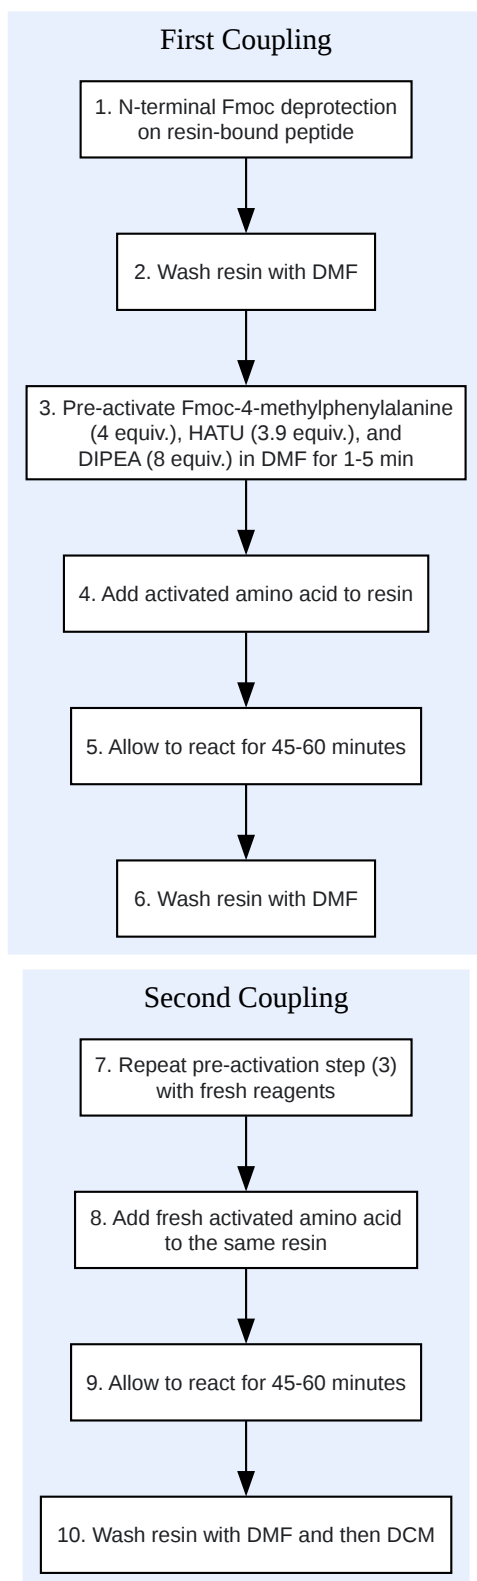 First Coupling
1. N-terminal Fmoc deprotection
on resin-bound peptide
2. Wash resin with DMF
3. Pre-activate Fmoc-4-methylphenylalanine
(4 equiv.), HATU (3.9 equiv.), and
DIPEA (8 equiv.) in DMF for 1-5 min
4. Add activated amino acid to resin
5. Allow to react for 45-60 minutes
6. Wash resin with DMF
Second Coupling
7. Repeat pre-activation step (3)
with fresh reagents
8. Add fresh activated amino acid
to the same resin
9. Allow to react for 45-60 minutes
10. Wash resin with DMF and then DCM